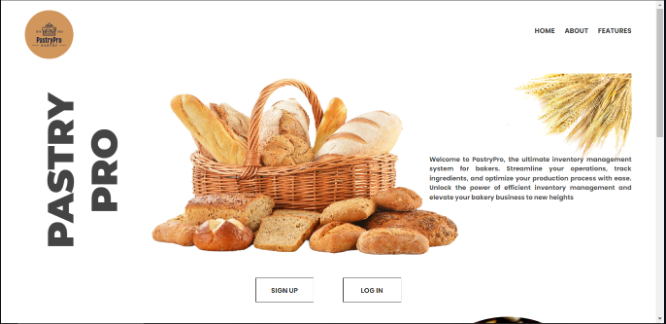 PastryPro
BAKERY
HOME ABOUT FEATURES
PASTRY
PRO
Welcome to PastryPro, the ultimate inventory management
system for bakers. Streamline your operations, track
ingredients, and optimize your production process with ease.
Unlock the power of efficient inventory management and
elevate your bakery business to new heights
SIGN UP
LOG IN